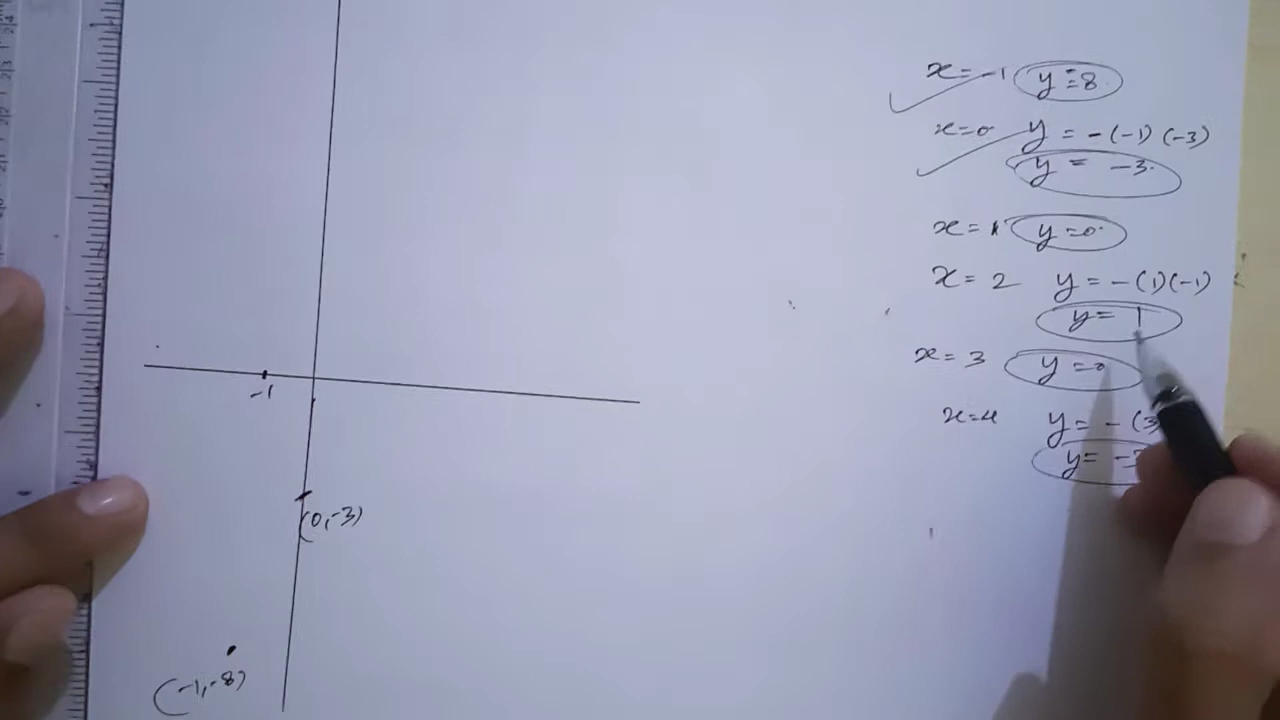 x = -1 y = -8
x = 0 y = -(-1)(-3)
y = -3
x = 1 y = 0
x = 2 y = -(1)(-1)
y = 1
x = 3 y = 0
x = 4 y = -(3
y = -3
-1
(0,-3)
(-1,-8)